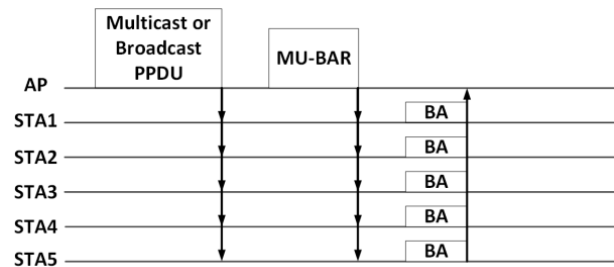 Multicast or
Broadcast
PPDU
MU-BAR
AP
STA1
BA
STA2
BA
STA3
BA
STA4
BA
STA5
BA